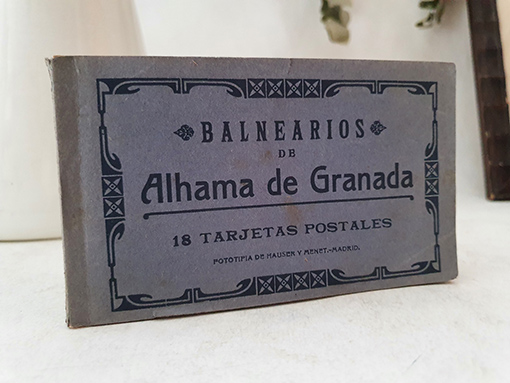 BALNEARIOS
DE
Alhama de Granada
18 TARJETAS POSTALES
FOTOTIPIA DE HAUSER Y MENET.-MADRID.